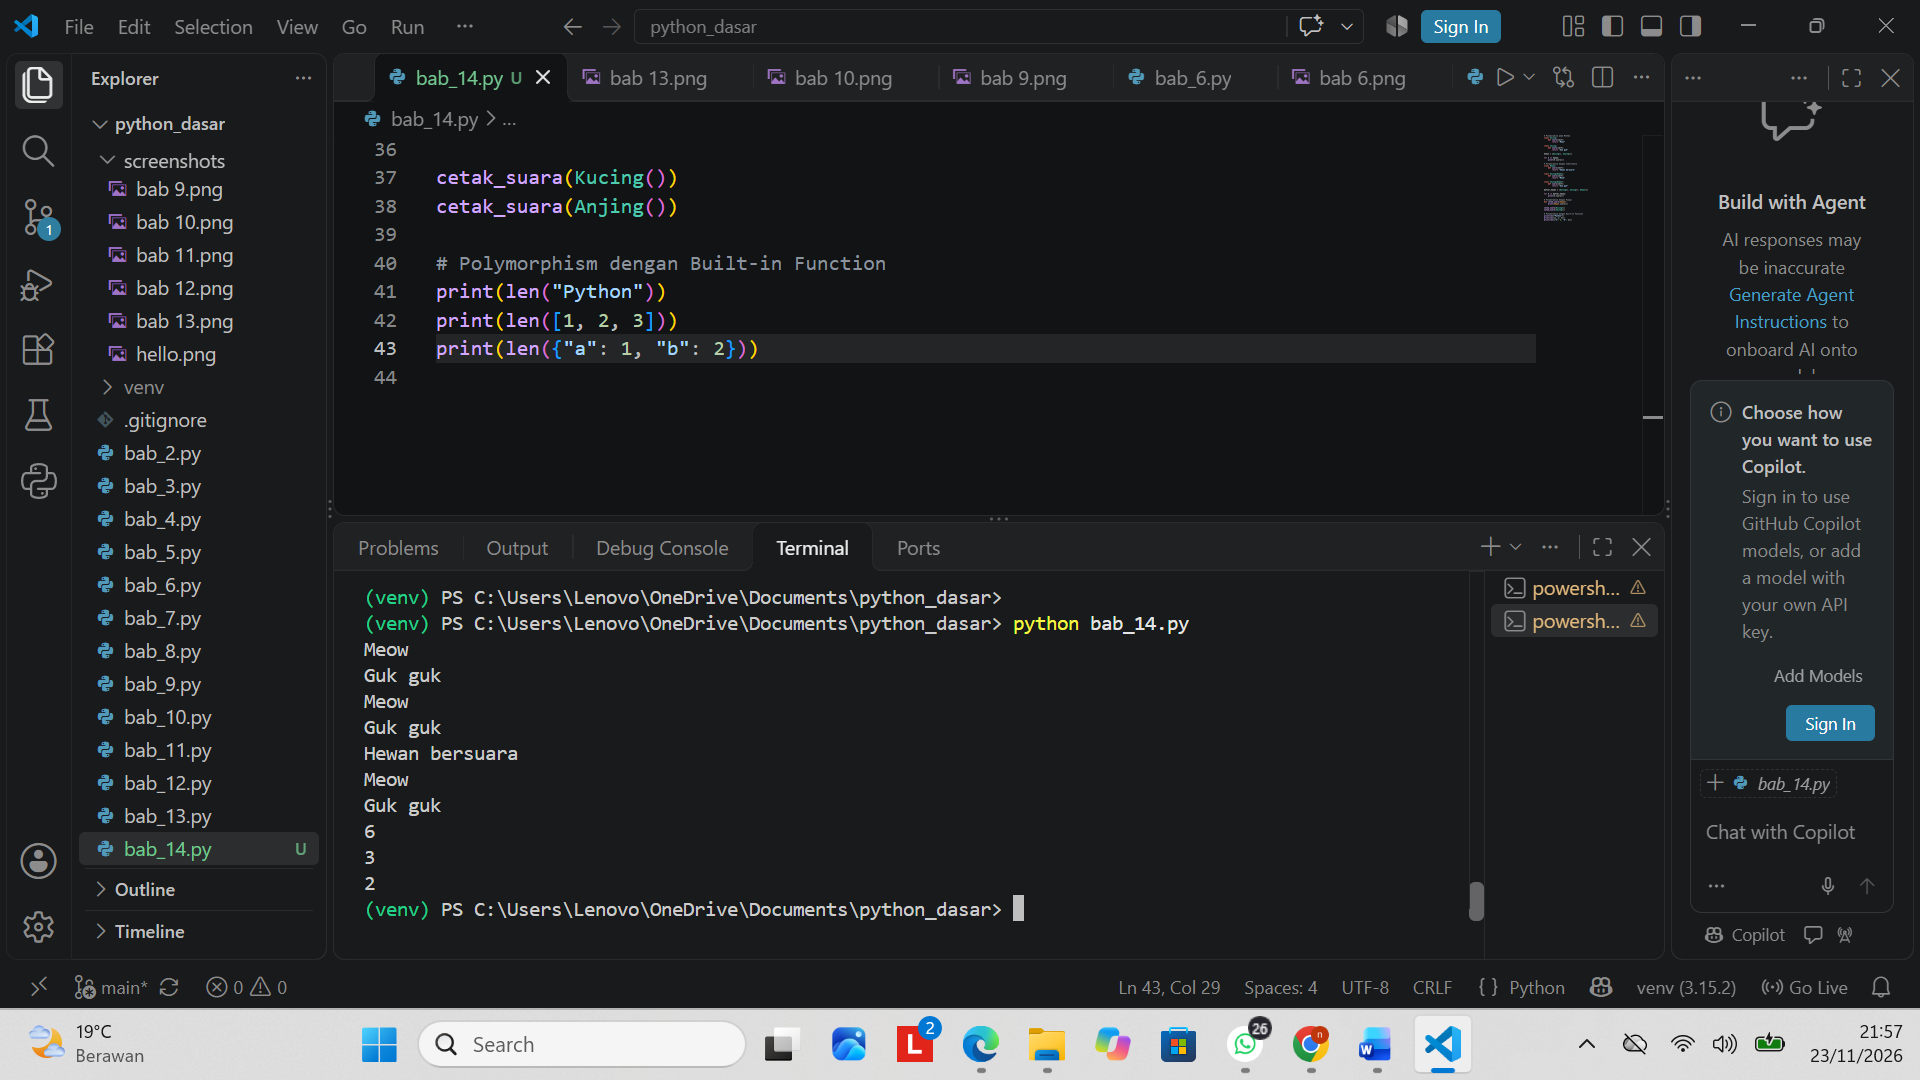 File Edit Selection View Go Run
python_dasar
Sign In
Explorer
python_dasar
screenshots
bab 9.png
bab 10.png
bab 11.png
bab 12.png
bab 13.png
hello.png
venv
.gitignore
bab_2.py
bab_3.py
bab_4.py
bab_5.py
bab_6.py
bab_7.py
bab_8.py
bab_9.py
bab_10.py
bab_11.py
bab_12.py
bab_13.py
bab_14.py U
Outline
Timeline
1
bab_14.py U bab 13.png bab 10.png bab 9.png bab_6.py bab 6.png
bab_14.py > ...
36
37 cetak_suara(Kucing())
38 cetak_suara(Anjing())
39
40 # Polymorphism dengan Built-in Function
41 print(len("Python"))
42 print(len([1, 2, 3]))
43 print(len({"a": 1, "b": 2}))
44
Problems Output Debug Console Terminal Ports
(venv) PS C:\Users\Lenovo\OneDrive\Documents\python_dasar>
(venv) PS C:\Users\Lenovo\OneDrive\Documents\python_dasar> python bab_14.py
Meow
Guk guk
Meow
Guk guk
Hewan bersuara
Meow
Guk guk
6
3
2
(venv) PS C:\Users\Lenovo\OneDrive\Documents\python_dasar>
powersh...
powersh...
Build with Agent
AI responses may
be inaccurate
Generate Agent
Instructions to
onboard AI onto
Choose how
you want to use
Copilot.
Sign in to use
GitHub Copilot
models, or add
a model with
your own API
key.
Add Models
Sign In
bab_14.py
Chat with Copilot
Copilot
main* 0 0
Ln 43, Col 29 Spaces: 4 UTF-8 CRLF { } Python venv (3.15.2) Go Live
19°C
Berawan
Search
L 2
26
n
W
21:57
23/11/2026